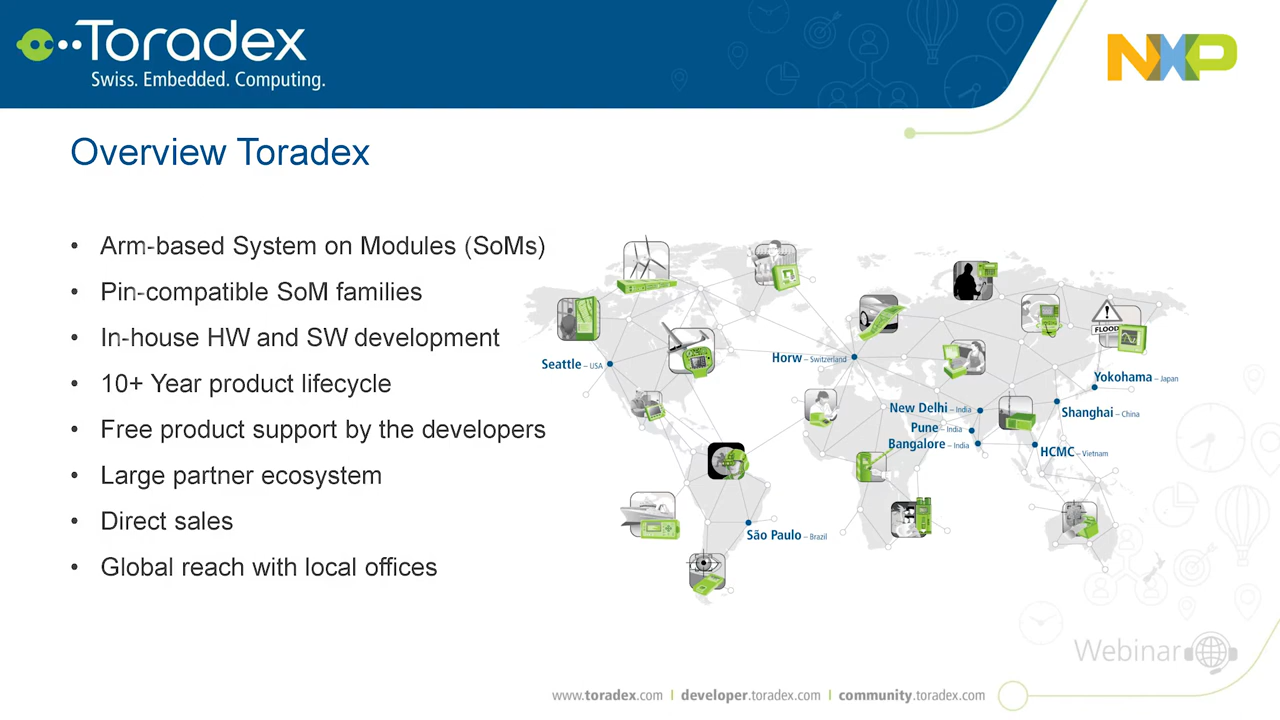 Toradex
Swiss. Embedded. Computing.
NXP
Overview Toradex
• Arm-based System on Modules (SoMs)
• Pin-compatible SoM families
• In-house HW and SW development
• 10+ Year product lifecycle
• Free product support by the developers
• Large partner ecosystem
• Direct sales
• Global reach with local offices
FLOOD
Seattle – USA
Horw – Switzerland
Yokohama – Japan
New Delhi – India
Shanghai – China
Pune – India
Bangalore – India
HCMC – Vietnam
São Paulo – Brazil
Webinar
www.toradex.com | developer.toradex.com | community.toradex.com